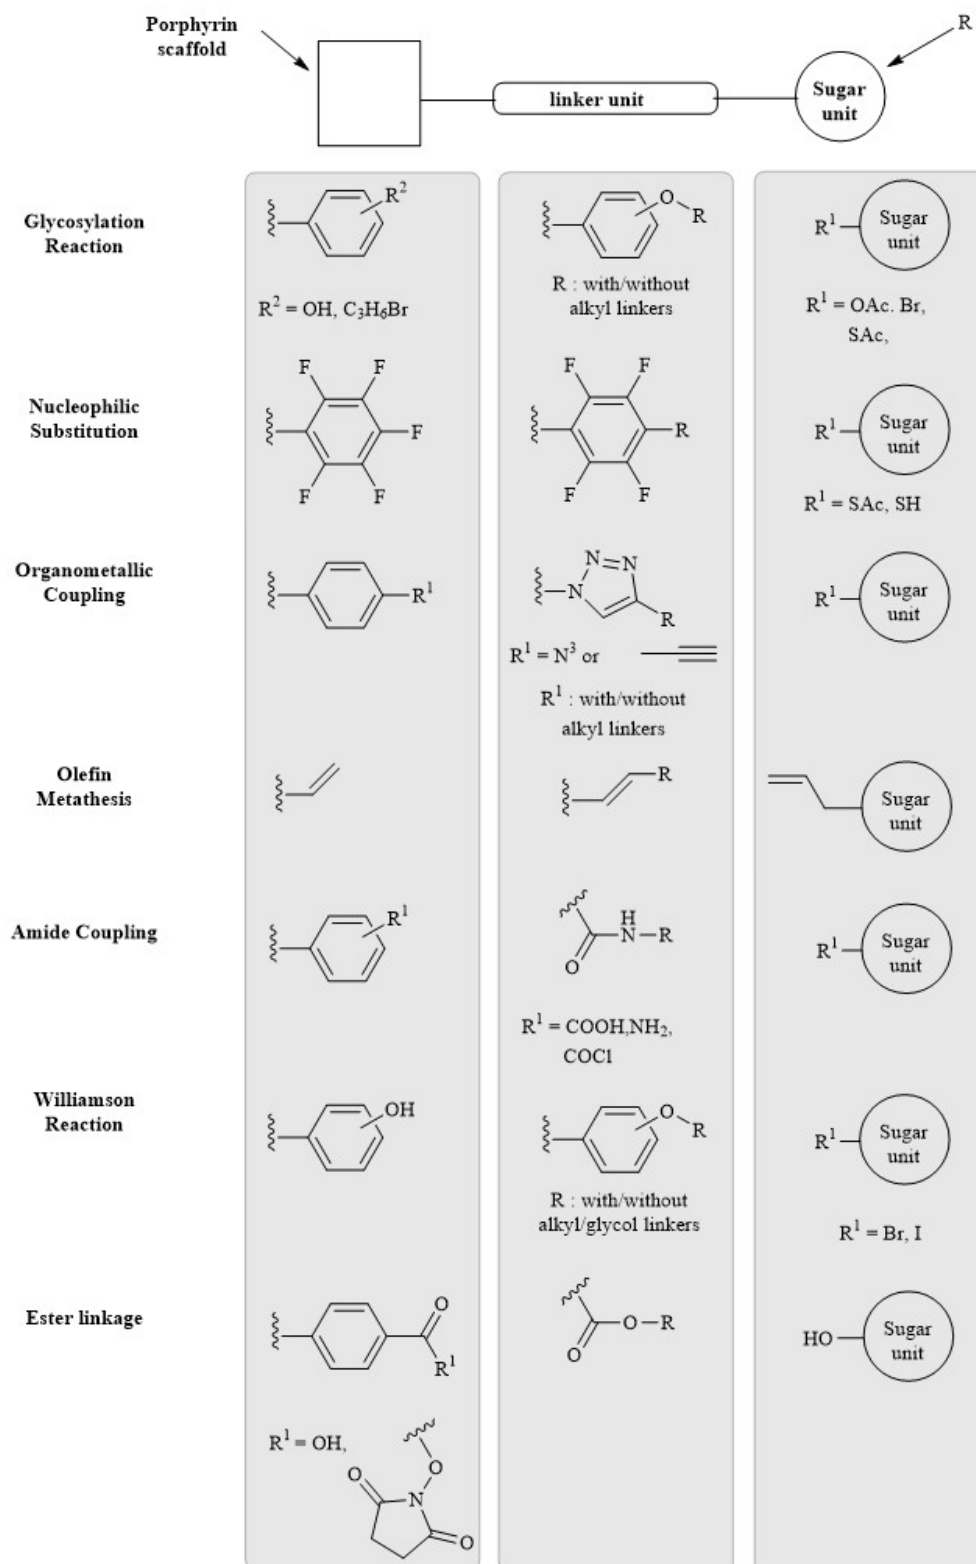 Porphyrin
scaffold
R
linker unit
Sugar
unit
Glycosylation
Reaction
R²
R² = OH, C₃H₆Br
O
R
R : with/without
alkyl linkers
R¹
Sugar
unit
R¹ = OAc. Br,
SAc,
Nucleophilic
Substitution
F F
F
F F
F F
R
F F
R¹
Sugar
unit
R¹ = SAc, SH
Organometallic
Coupling
R¹
N=N
N
R
R¹ = N³ or
R¹ : with/without
alkyl linkers
R¹
Sugar
unit
Olefin
Metathesis
R
Sugar
unit
Amide Coupling
R¹
H
N–R
O
R¹ = COOH,NH₂,
COCl
R¹
Sugar
unit
Williamson
Reaction
OH
O
R
R : with/without
alkyl/glycol linkers
R¹
Sugar
unit
R¹ = Br, I
Ester linkage
O
R¹
R¹ = OH,
O
O
N
O
O–R
O
HO
Sugar
unit